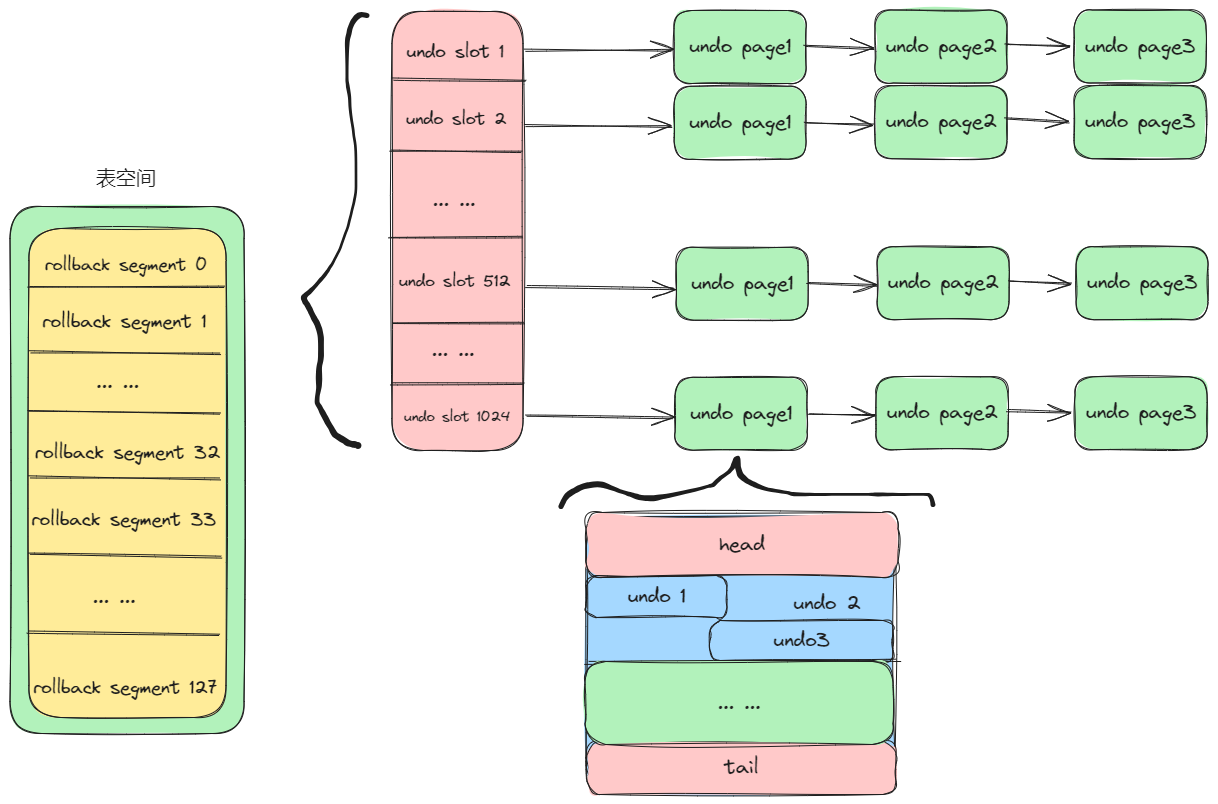 表空间
rollback segment 0
rollback segment 1
... ...
rollback segment 32
rollback segment 33
... ...
rollback segment 127
undo slot 1
undo slot 2
... ...
undo slot 512
... ...
undo slot 1024
undo page1
undo page2
undo page3
undo page1
undo page2
undo page3
undo page1
undo page2
undo page3
undo page1
undo page2
undo page3
head
undo 1
undo 2
undo3
... ...
tail